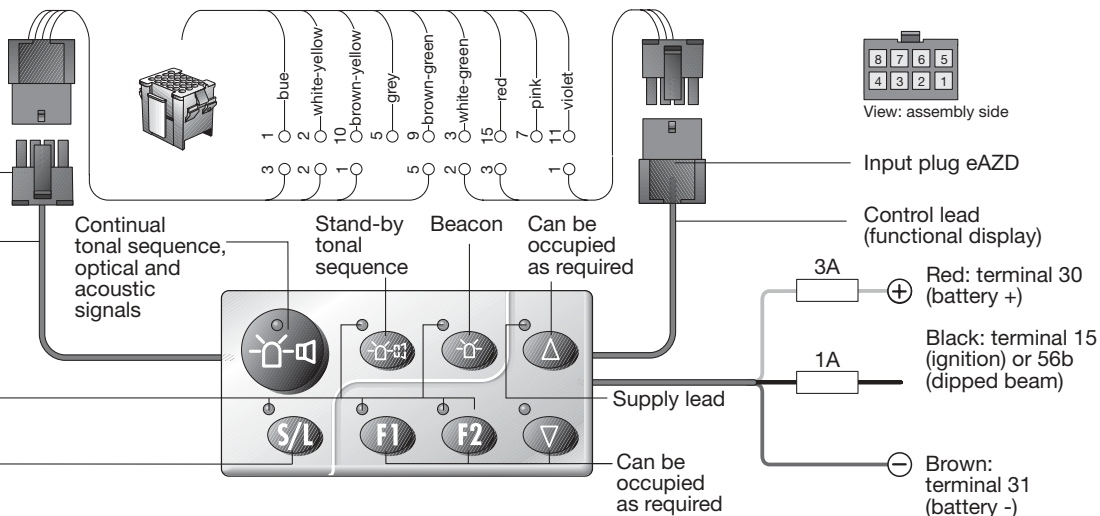 bue
white-yellow
brown-yellow
grey
brown-green
white-green
red
pink
violet
1
2
10
5
9
3
15
7
11
3
2
1
5
2
3
1
8 7 6 5
4 3 2 1
View: assembly side
Input plug eAZD
Control lead
(functional display)
Continual
tonal sequence,
optical and
acoustic
signals
Stand-by
tonal
sequence
Beacon
Can be
occupied
as required
3A
Red: terminal 30
(battery +)
1A
Black: terminal 15
(ignition) or 56b
(dipped beam)
Supply lead
S/L
F1
F2
Can be
occupied
as required
Brown:
terminal 31
(battery -)